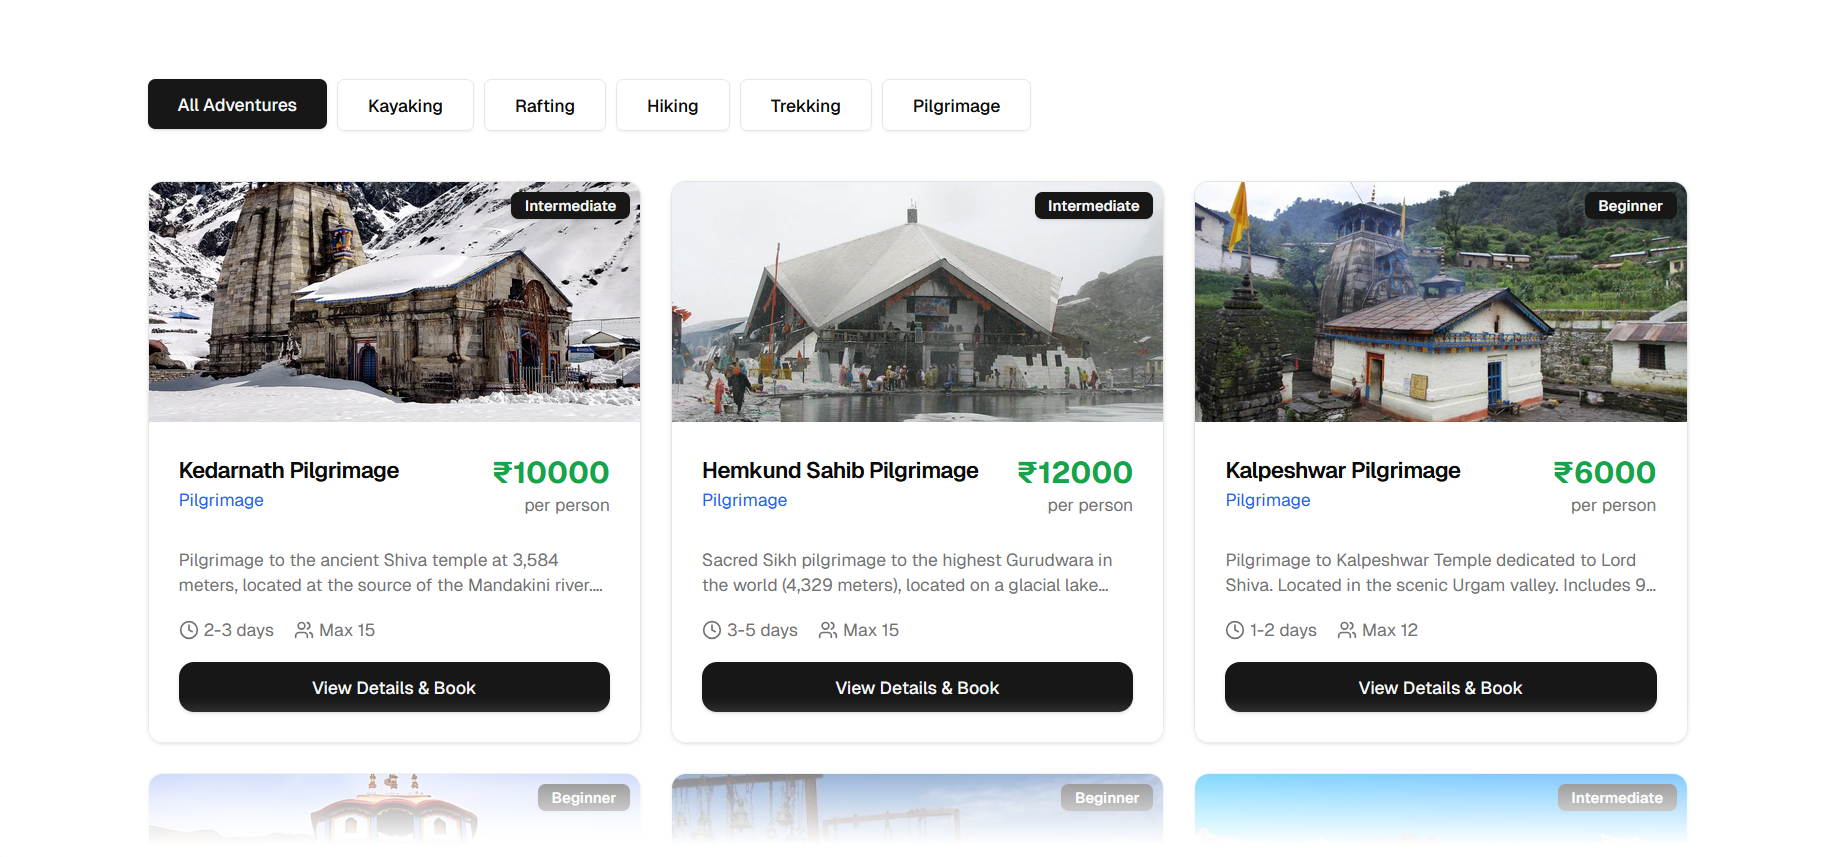 All Adventures
Kayaking
Rafting
Hiking
Trekking
Pilgrimage
Intermediate
Intermediate
Beginner
Kedarnath Pilgrimage
₹10000
Pilgrimage
per person
Pilgrimage to the ancient Shiva temple at 3,584
meters, located at the source of the Mandakini river....
2-3 days
Max 15
View Details & Book
Hemkund Sahib Pilgrimage
₹12000
Pilgrimage
per person
Sacred Sikh pilgrimage to the highest Gurudwara in
the world (4,329 meters), located on a glacial lake...
3-5 days
Max 15
View Details & Book
Kalpeshwar Pilgrimage
₹6000
Pilgrimage
per person
Pilgrimage to Kalpeshwar Temple dedicated to Lord
Shiva. Located in the scenic Urgam valley. Includes 9...
1-2 days
Max 12
View Details & Book
Beginner
Beginner
Intermediate